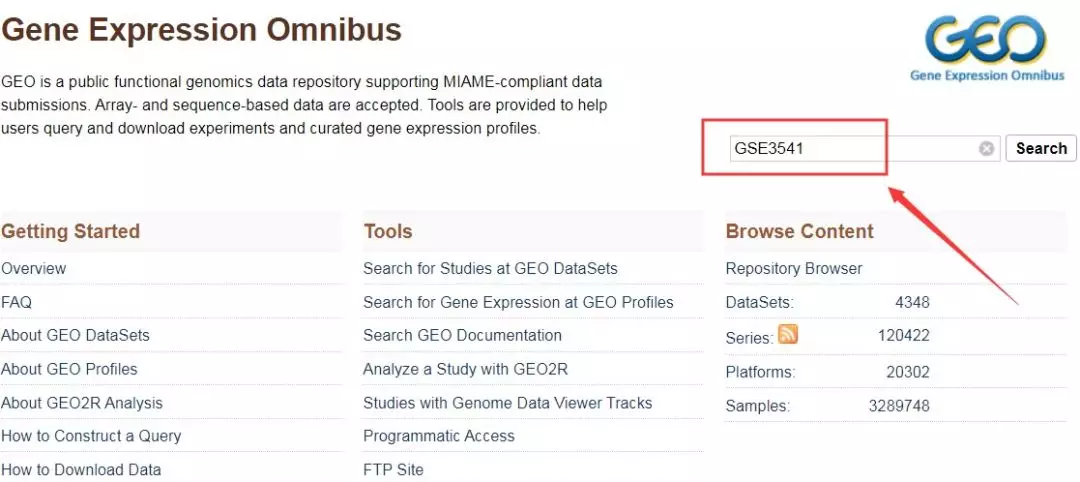 Gene Expression Omnibus
GEO
Gene Expression Omnibus
GEO is a public functional genomics data repository supporting MIAME-compliant data
submissions. Array- and sequence-based data are accepted. Tools are provided to help
users query and download experiments and curated gene expression profiles.
GSE3541 Search
Getting Started
Overview
FAQ
About GEO DataSets
About GEO Profiles
About GEO2R Analysis
How to Construct a Query
How to Download Data
Tools
Search for Studies at GEO DataSets
Search for Gene Expression at GEO Profiles
Search GEO Documentation
Analyze a Study with GEO2R
Studies with Genome Data Viewer Tracks
Programmatic Access
FTP Site
Browse Content
Repository Browser
DataSets: 4348
Series: 120422
Platforms: 20302
Samples: 3289748